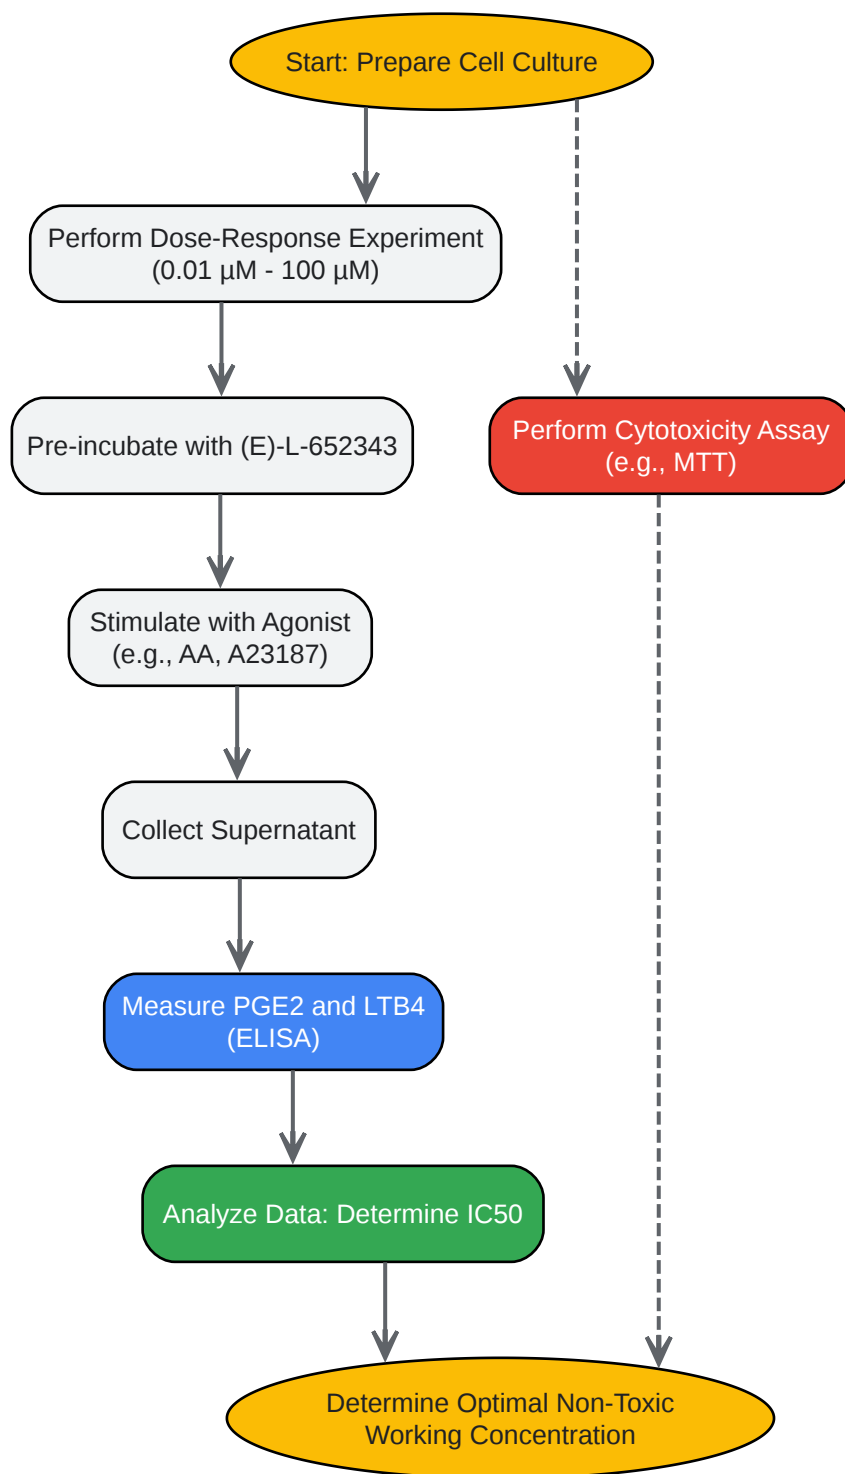 Start: Prepare Cell Culture
Perform Dose-Response Experiment
(0.01 µM - 100 µM)
Pre-incubate with (E)-L-652343
Perform Cytotoxicity Assay
(e.g., MTT)
Stimulate with Agonist
(e.g., AA, A23187)
Collect Supernatant
Measure PGE2 and LTB4
(ELISA)
Analyze Data: Determine IC50
Determine Optimal Non-Toxic
Working Concentration